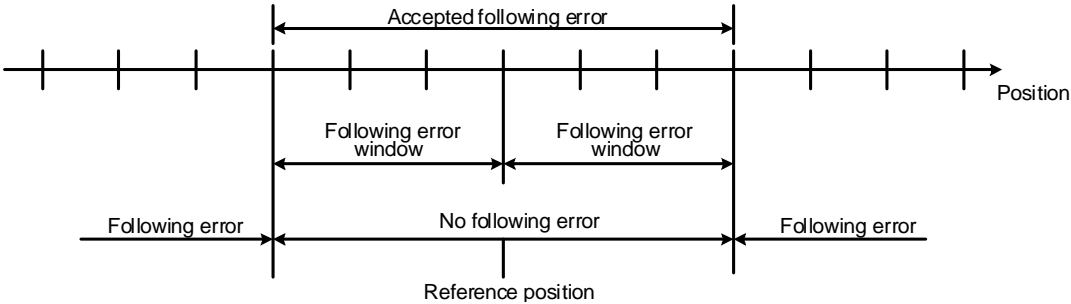 Accepted following error
Position
Following error
window
Following error
window
Following error
No following error
Following error
Reference position